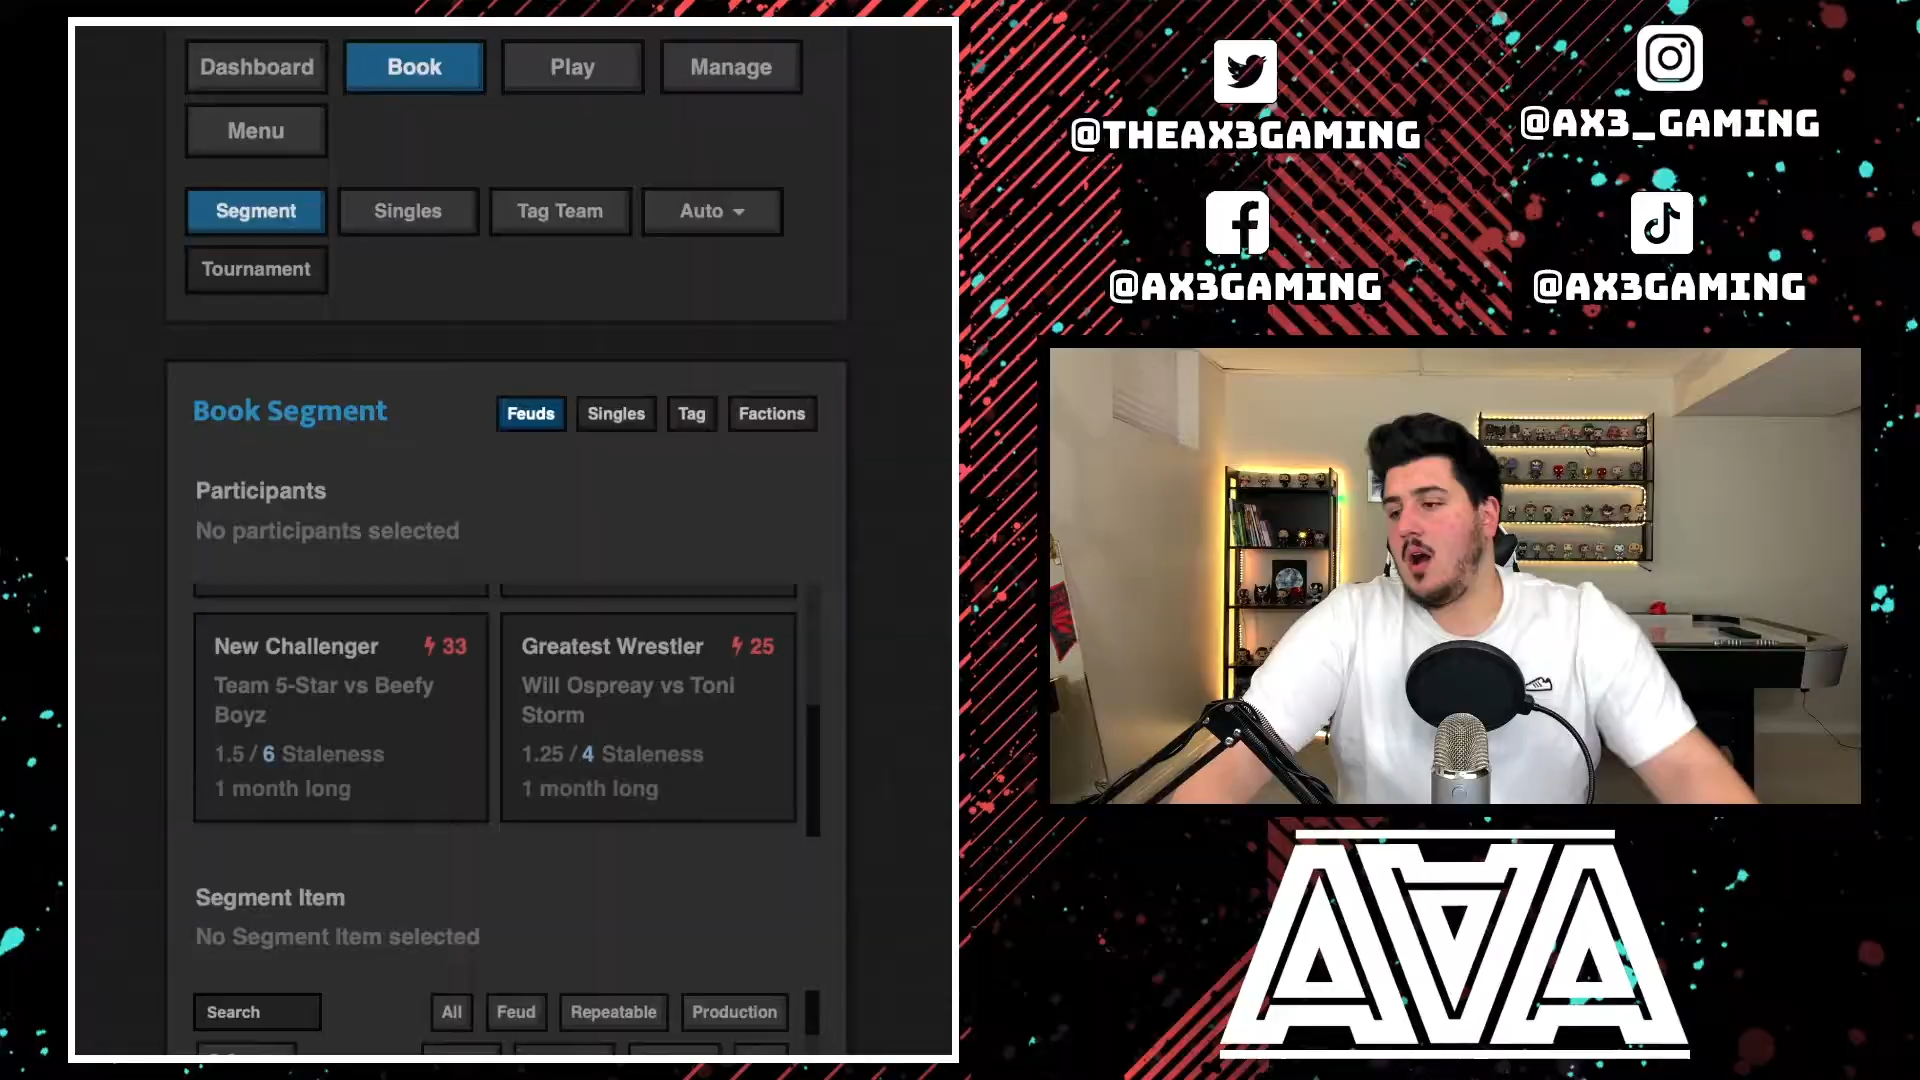 Dashboard
Book
Play
Manage
Menu
Segment
Singles
Tag Team
Auto
Tournament
Book Segment
Feuds
Singles
Tag
Factions
Participants
No participants selected
New Challenger 33
Team 5-Star vs Beefy
Boyz
1.5 / 6 Staleness
1 month long
Greatest Wrestler 25
Will Ospreay vs Toni
Storm
1.25 / 4 Staleness
1 month long
Segment Item
No Segment Item selected
Search
All
Feud
Repeatable
Production
@THEAX3GAMING
@AX3_GAMING
@AX3GAMING
@AX3GAMING